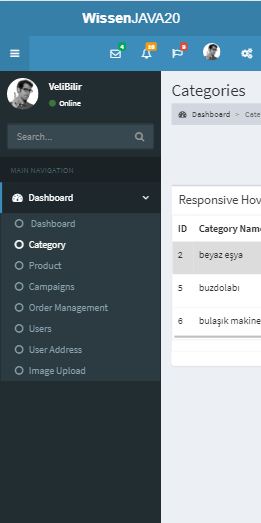 WissenJAVA20
4
10
9
VeliBilir
Online
Search...
MAIN NAVIGATION
Dashboard
Dashboard
Category
Product
Campaigns
Order Management
Users
User Address
Image Upload
Categories
Dashboard > Cate
Responsive Hov
ID Category Name
2 beyaz eşya
5 buzdolabı
6 bulaşık makine